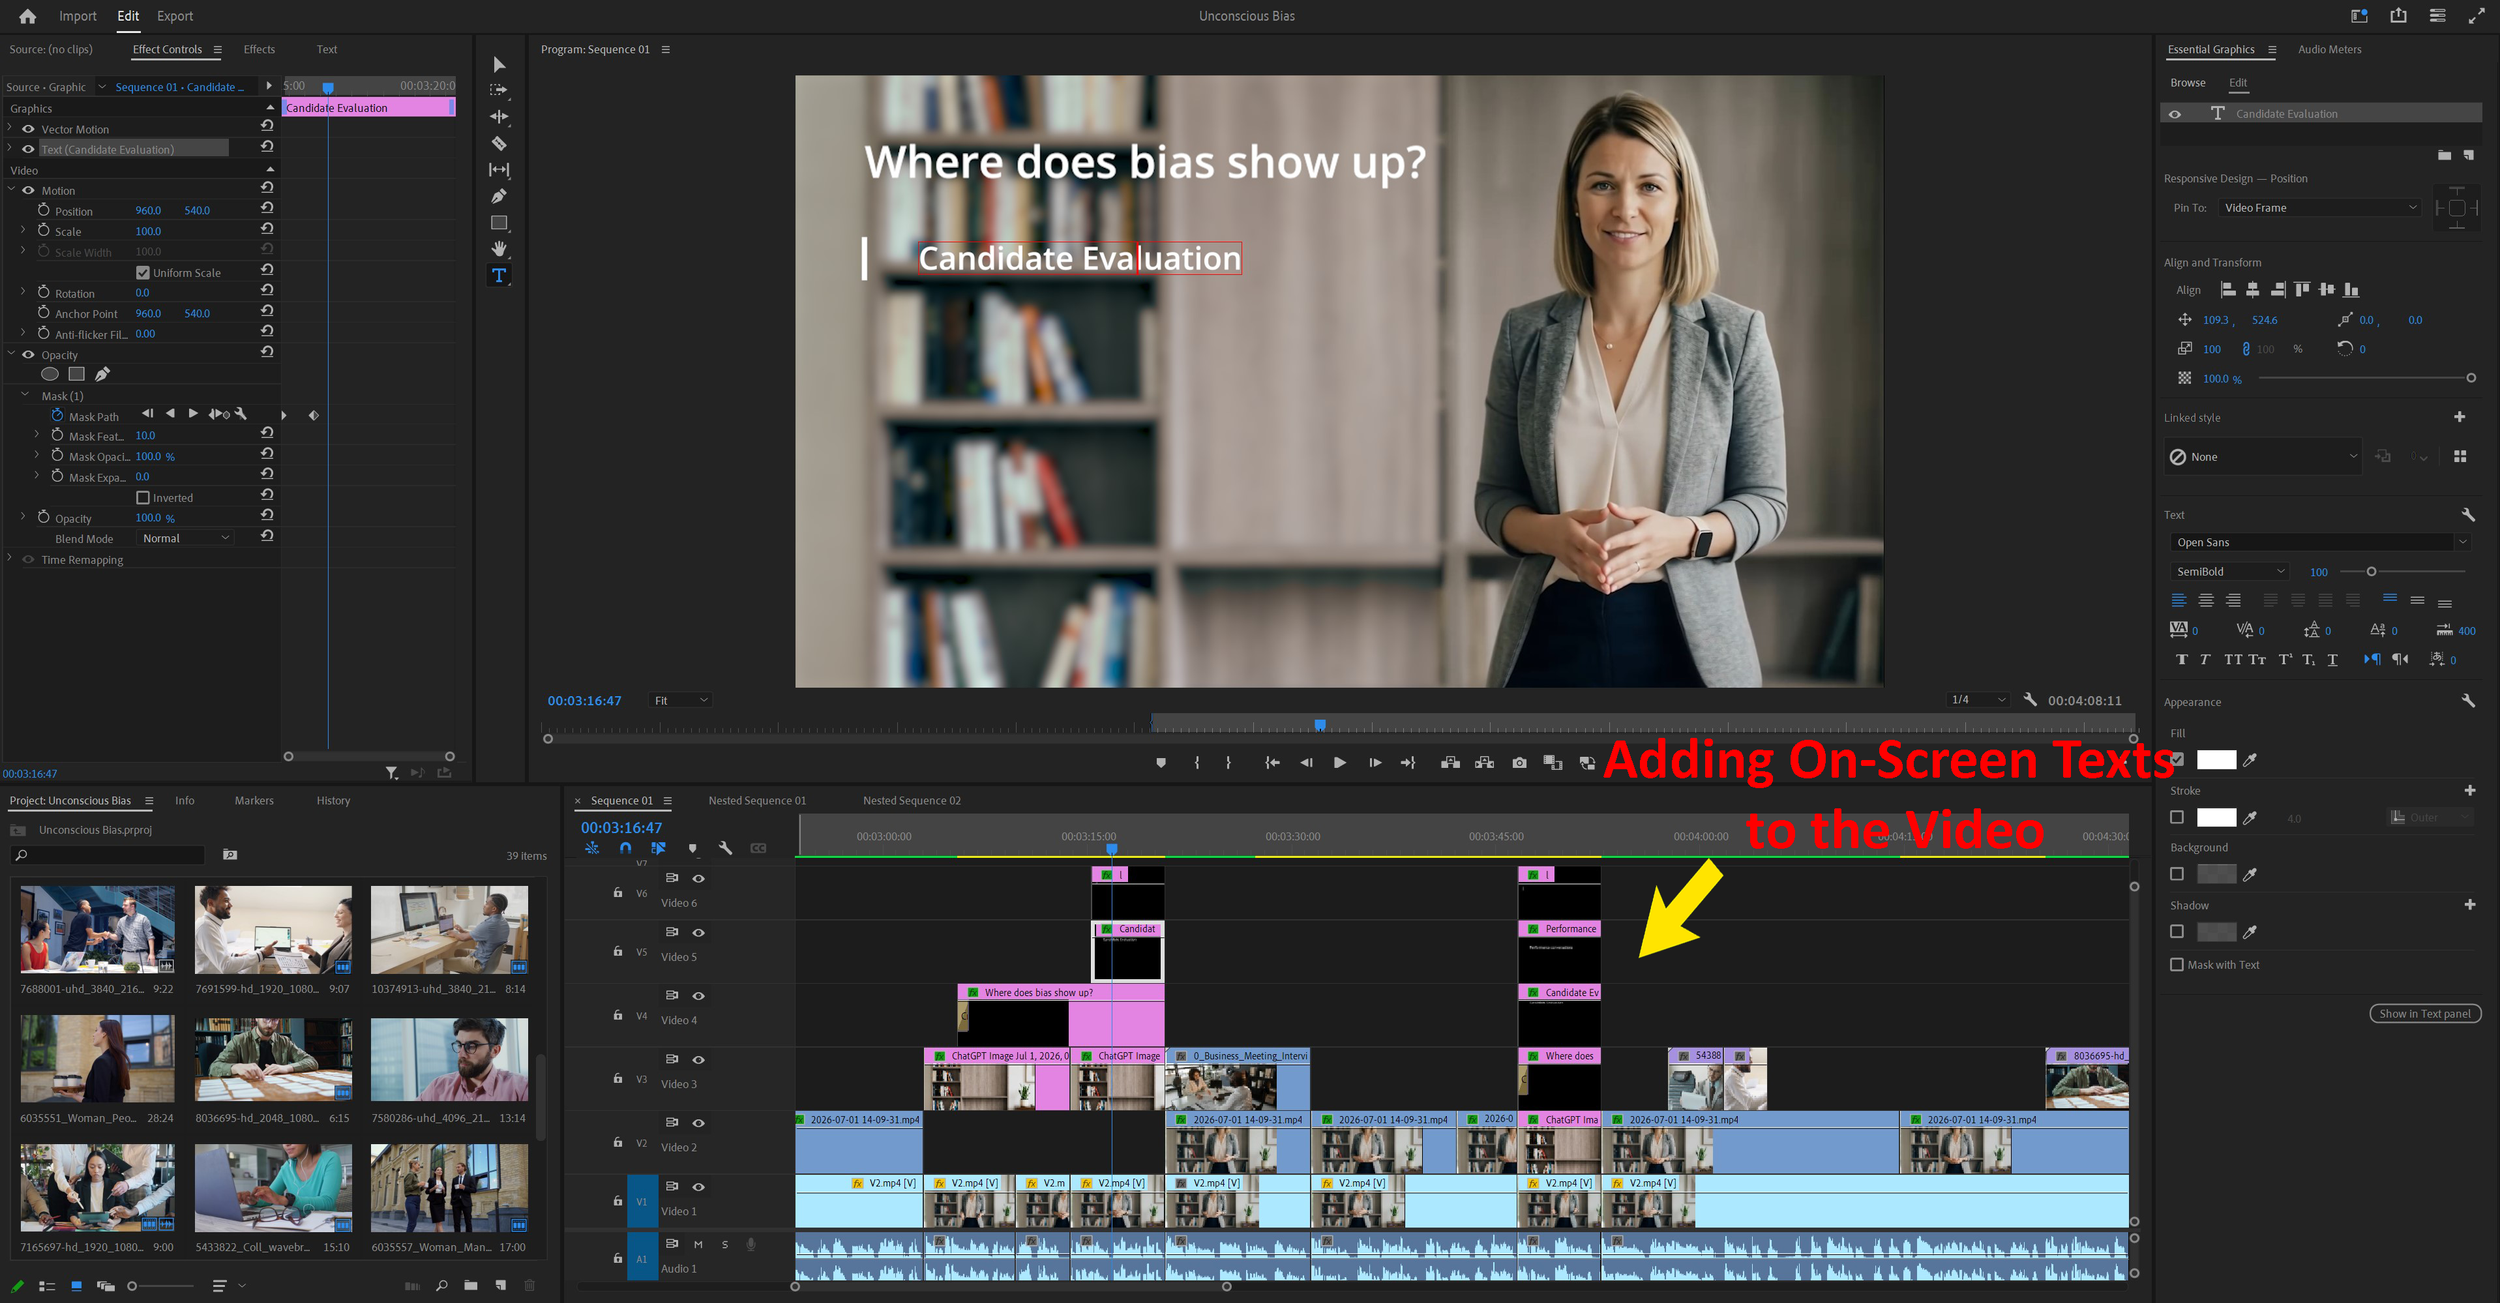 Import Edit Export
Unconscious Bias
Source: (no clips) Effect Controls Effects Text
Source • Graphic Sequence 01 • Candidate ...
5:00 00:03:20:0
Graphics
Candidate Evaluation
Vector Motion
Text (Candidate Evaluation)
Video
Motion
Position 960.0 540.0
Scale 100.0
Scale Width 100.0
Uniform Scale
Rotation 0.0
Anchor Point 960.0 540.0
Anti-flicker Fil... 0.00
Opacity
Mask (1)
Mask Path
Mask Feat... 10.0
Mask Opaci... 100.0 %
Mask Expa... 0.0
Inverted
Opacity 100.0 %
Blend Mode Normal
Time Remapping
00:03:16:47
Program: Sequence 01
Where does bias show up?
Candidate Evaluation
00:03:16:47 Fit 1/4 00:04:08:11
Adding On-Screen Texts
to the Video
Essential Graphics Audio Meters
Browse Edit
Candidate Evaluation
Responsive Design — Position
Pin To: Video Frame
Align and Transform
Align
109.3 , 524.6 0.0 , 0.0
100 100 % 0
100.0 %
Linked style
None
Text
Open Sans
SemiBold 100
0 0 0 0 400
0
Appearance
Fill
Stroke
4.0 Outer
Background
Shadow
Mask with Text
Show in Text panel
Project: Unconscious Bias Info Markers History
Unconscious Bias.prproj
39 items
7688001-uhd_3840_216... 9:22 7691599-hd_1920_1080... 9:07 10374913-uhd_3840_21... 8:14
6035551_Woman_Peo... 28:24 8036695-hd_2048_1080... 6:15 7580286-uhd_4096_21... 13:14
7165697-hd_1920_1080... 9:00 5433822_Coll_wavebr... 15:10 6035557_Woman_Man... 17:00
× Sequence 01 Nested Sequence 01 Nested Sequence 02
00:03:16:47
00:03:00:00 00:03:15:00 00:03:30:00 00:03:45:00 00:04:00:00 00:04:30:0
V7
V6 Video 6
V5 Video 5
Candidat Performance
V4 Video 4
Where does bias show up? Candidate Ev
V3 Video 3
ChatGPT Image Jul 1, 2026, 0 ChatGPT Image 0_Business_Meeting_Intervi Where does 54388 8036695-hd_
V2 Video 2
2026-07-01 14-09-31.mp4 2026-07-01 14-09-31.mp4 2026-07-01 14-09-31.mp4 2026-0 ChatGPT Ima 2026-07-01 14-09-31.mp4 2026-07-01 14-09-31.mp4
V1 Video 1
V2.mp4 [V] V2.mp4 [V] V2.m V2.mp4 [V] V2.mp4 [V] V2.mp4 [V] V2.mp4 [V] V2.mp4 [V]
A1 M S
Audio 1